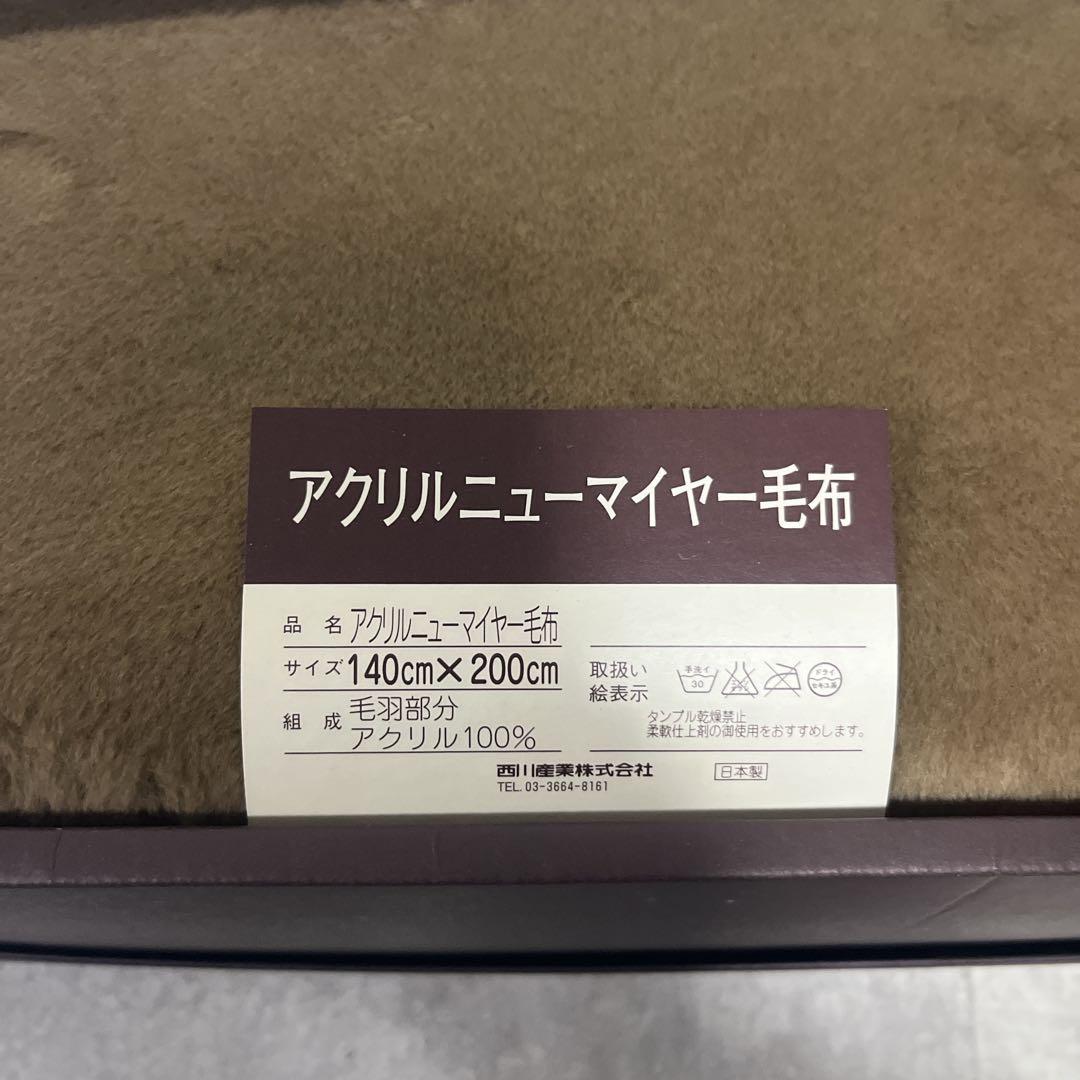 アクリルニューマイヤー毛布
品 名 アクリルニューマイヤー毛布
サイズ 140cm×200cm
組 成 毛羽部分
アクリル100%
取扱い
絵表示
手洗イ
30
ドライ
セキユ系
タンブル乾燥禁止
柔軟仕上剤の御使用をおすすめします。
西川産業株式会社
TEL. 03-3664-8161
日本製